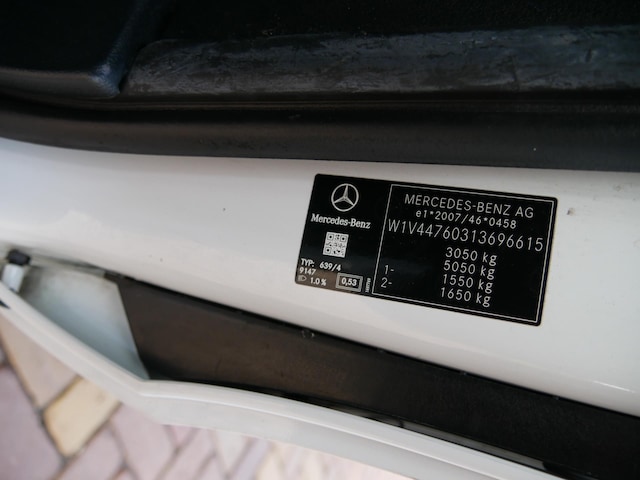 Mercedes-Benz
TYP: 639/4
9147
1.0 % 0,53
MERCEDES-BENZ AG
e1*2007/46*0458
W1V44760313696615
3050 kg
5050 kg
1- 1550 kg
2- 1650 kg